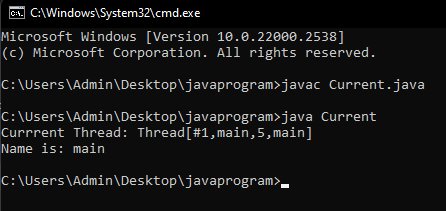 C:\Windows\System32\cmd.exe
Microsoft Windows [Version 10.0.22000.2538]
(c) Microsoft Corporation. All rights reserved.
C:\Users\Admin\Desktop\javaprogram>javac Current.java
C:\Users\Admin\Desktop\javaprogram>java Current
Currrent Thread: Thread[#1,main,5,main]
Name is: main
C:\Users\Admin\Desktop\javaprogram>